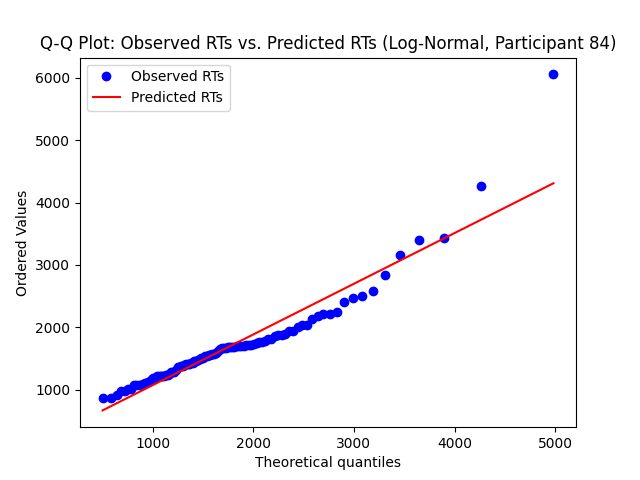 Q-Q Plot: Observed RTs vs. Predicted RTs (Log-Normal, Participant 84)
Observed RTs
Predicted RTs
6000
5000
4000
3000
2000
1000
Ordered Values
1000 2000 3000 4000 5000
Theoretical quantiles